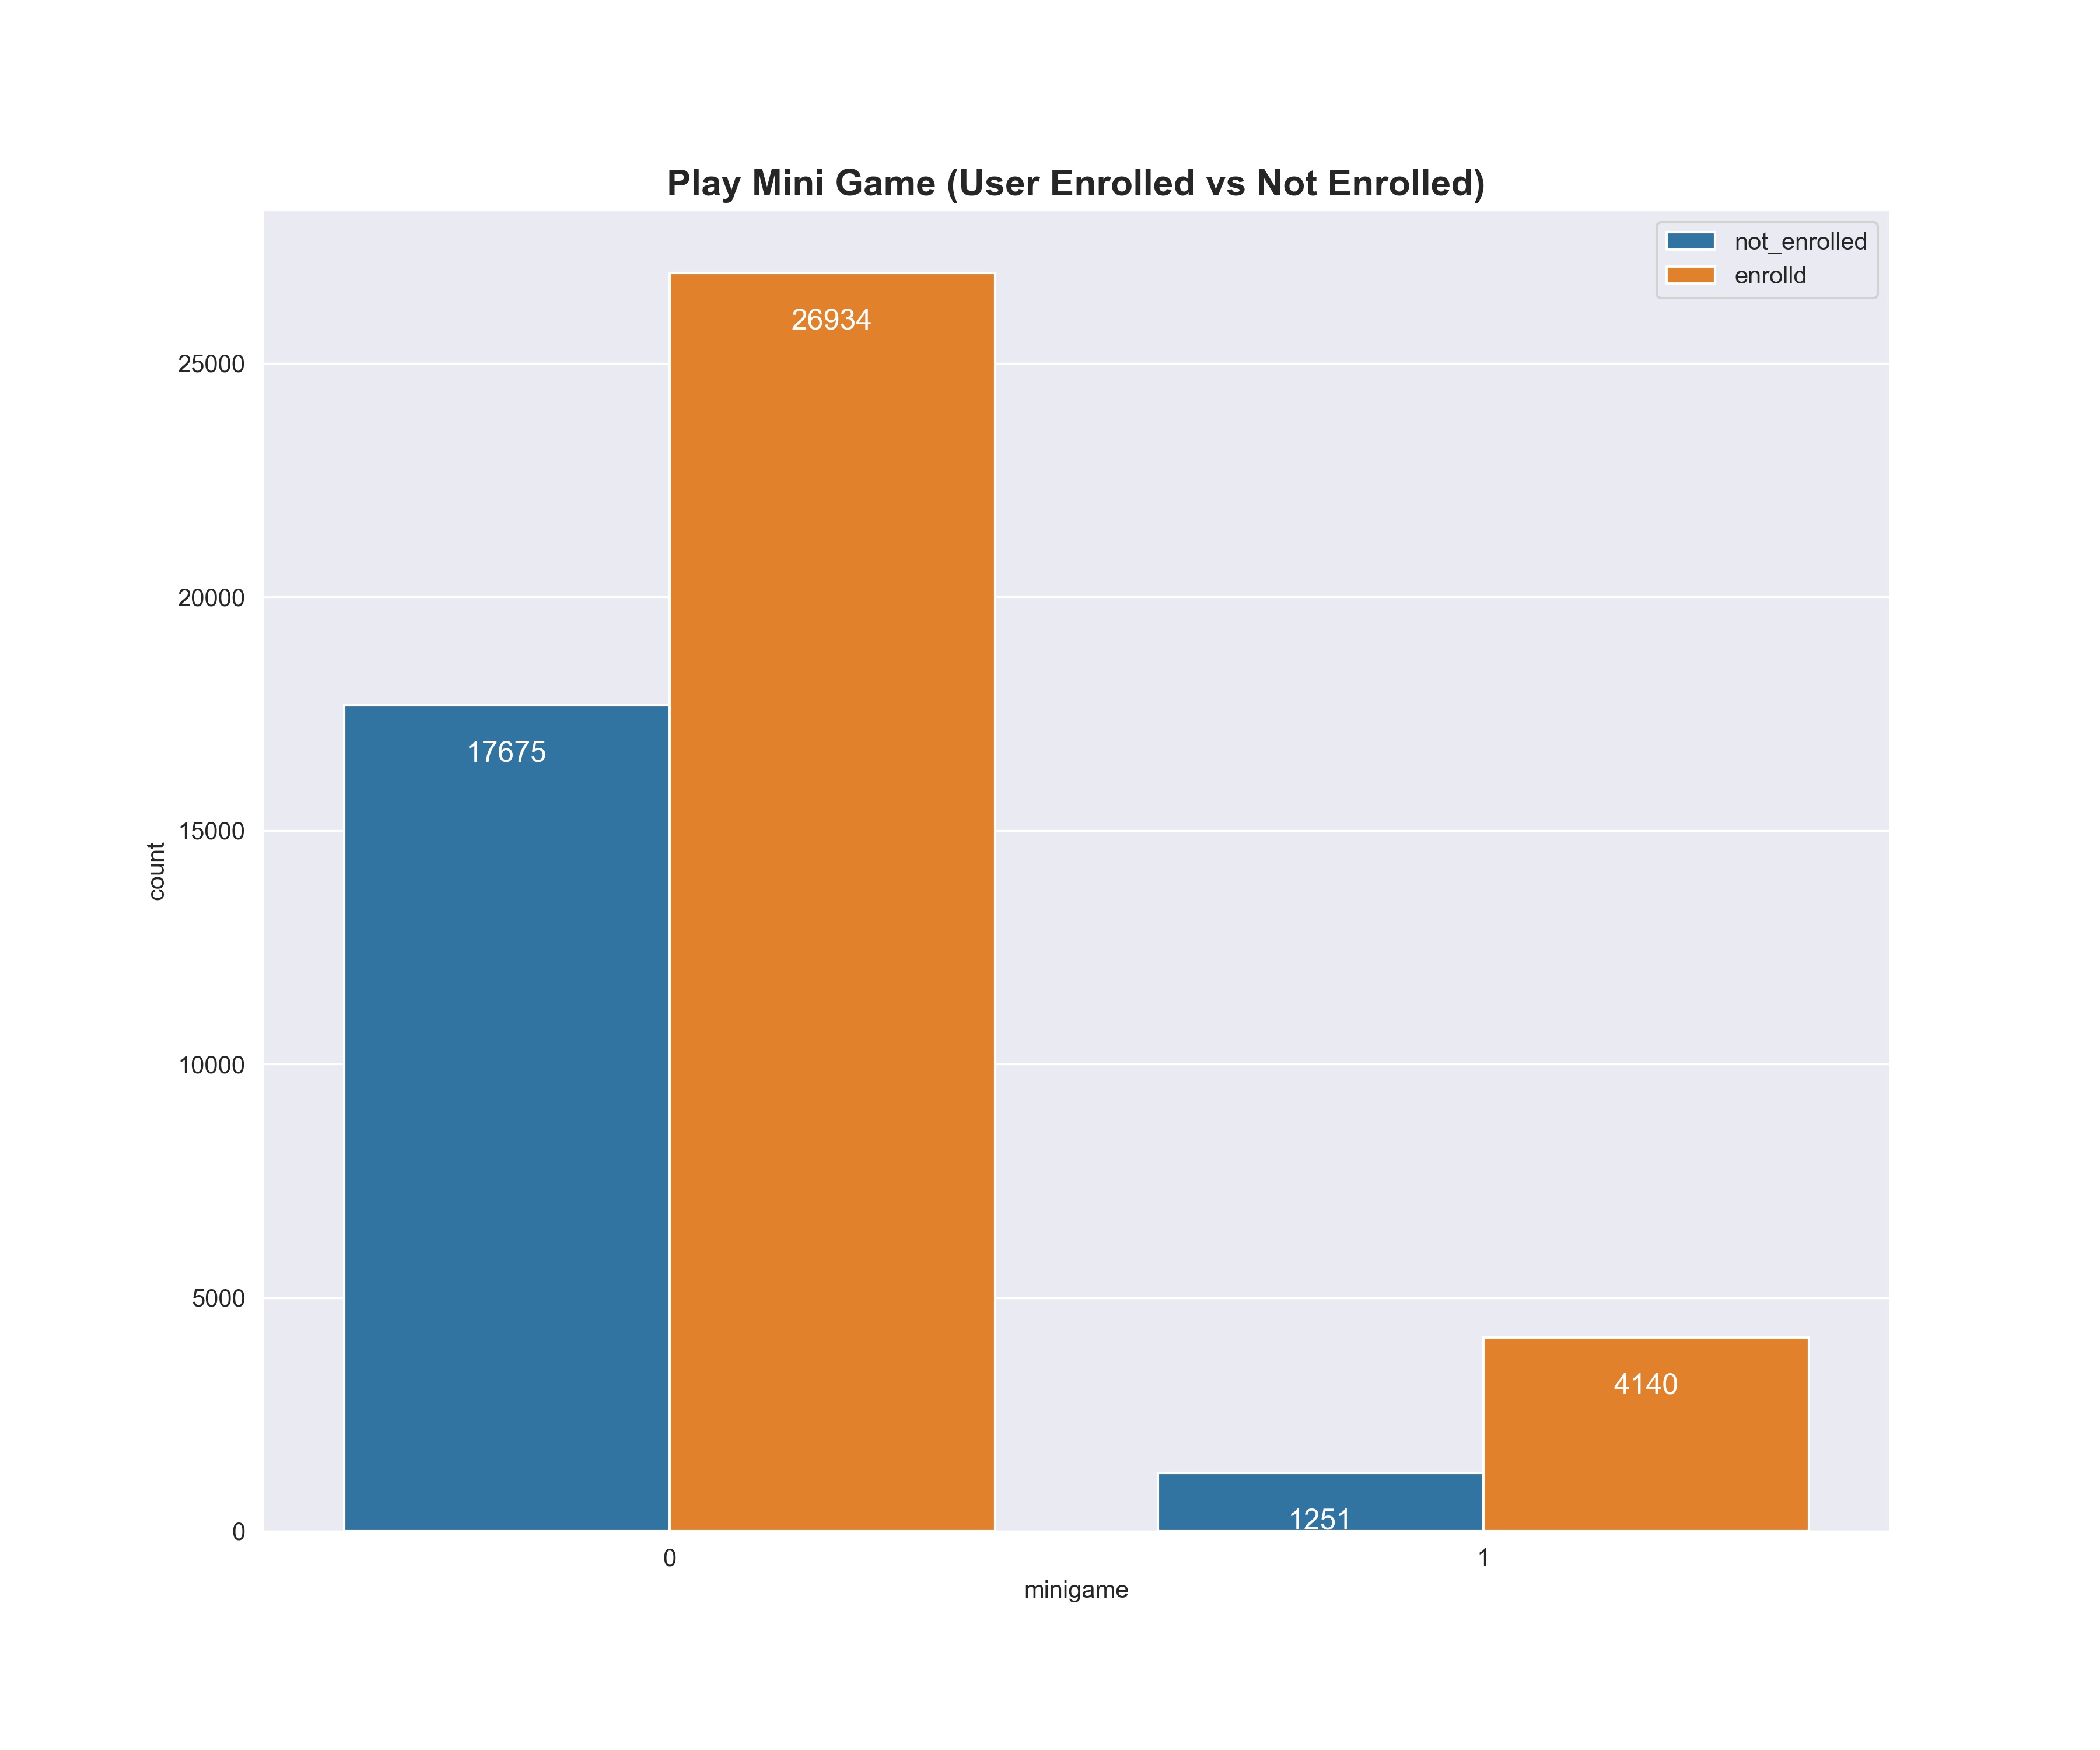 Play Mini Game (User Enrolled vs Not Enrolled)
not_enrolled
enrolld
26934
25000
20000
17675
15000
count
10000
5000
4140
1251
0
0
1
minigame